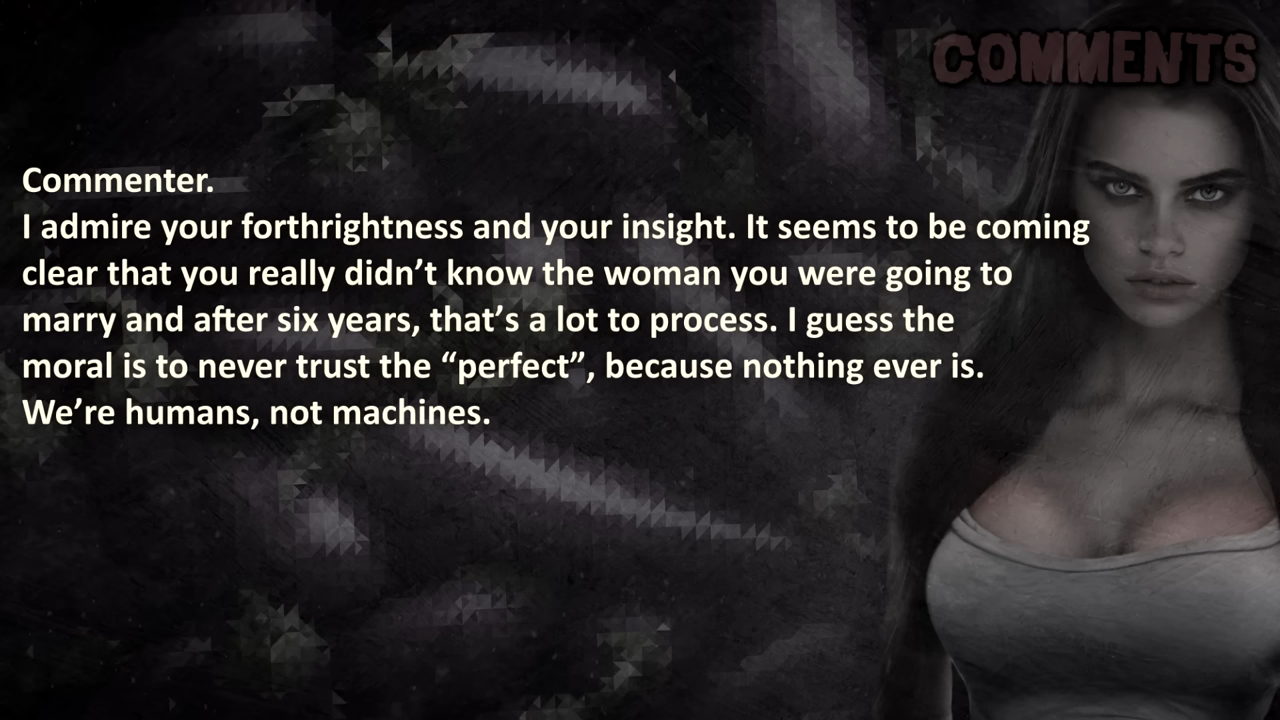 COMMENTS
Commenter.
I admire your forthrightness and your insight. It seems to be coming
clear that you really didn’t know the woman you were going to
marry and after six years, that’s a lot to process. I guess the
moral is to never trust the “perfect”, because nothing ever is.
We’re humans, not machines.